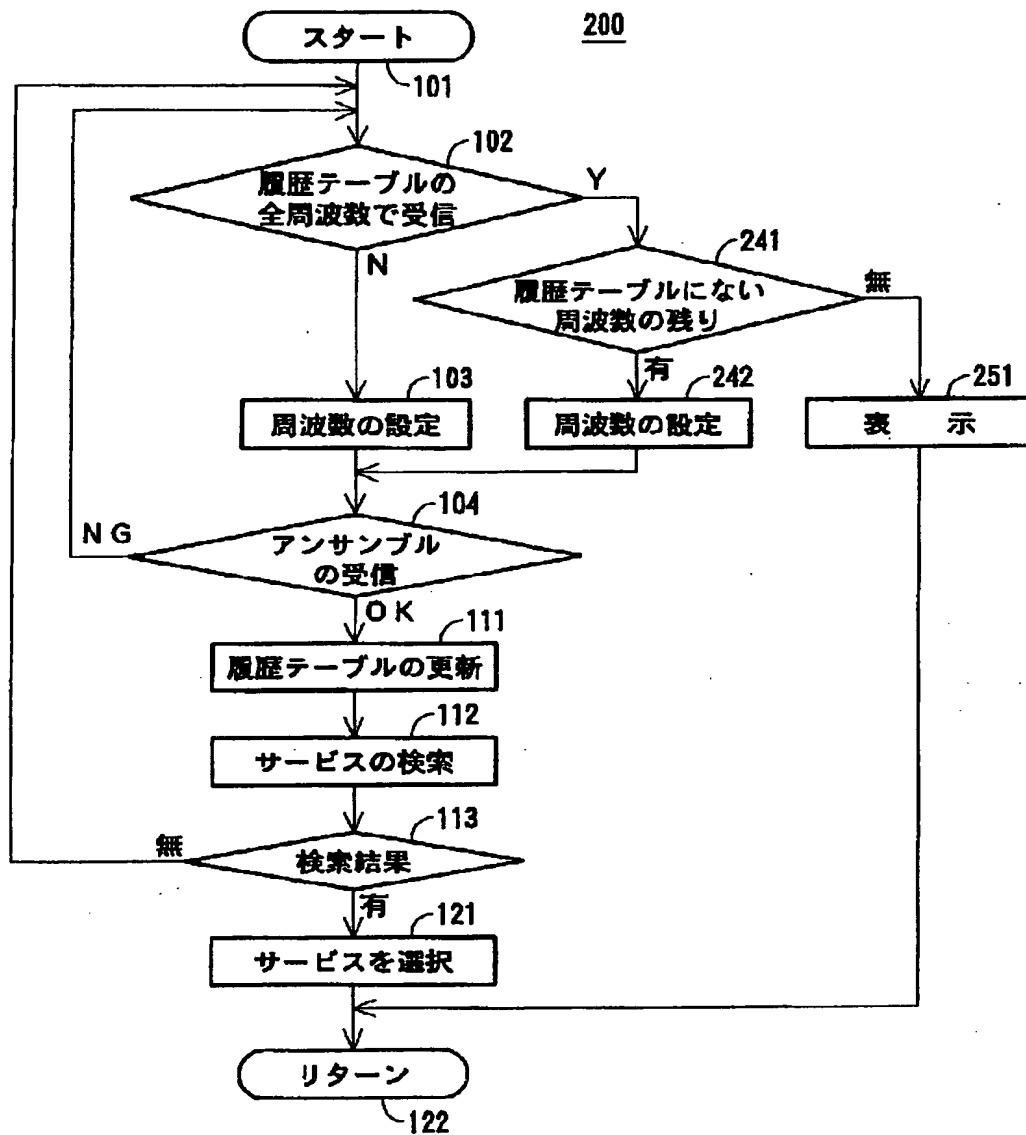 200
スタート
101
102
履歴テーブルの
全周波数で受信
Y
N
241
履歴テーブルにない
周波数の残り
無
有
103
周波数の設定
242
周波数の設定
251
表 示
104
アンサンブル
の受信
NG
OK
111
履歴テーブルの更新
112
サービスの検索
113
検索結果
無
有
121
サービスを選択
リターン
122